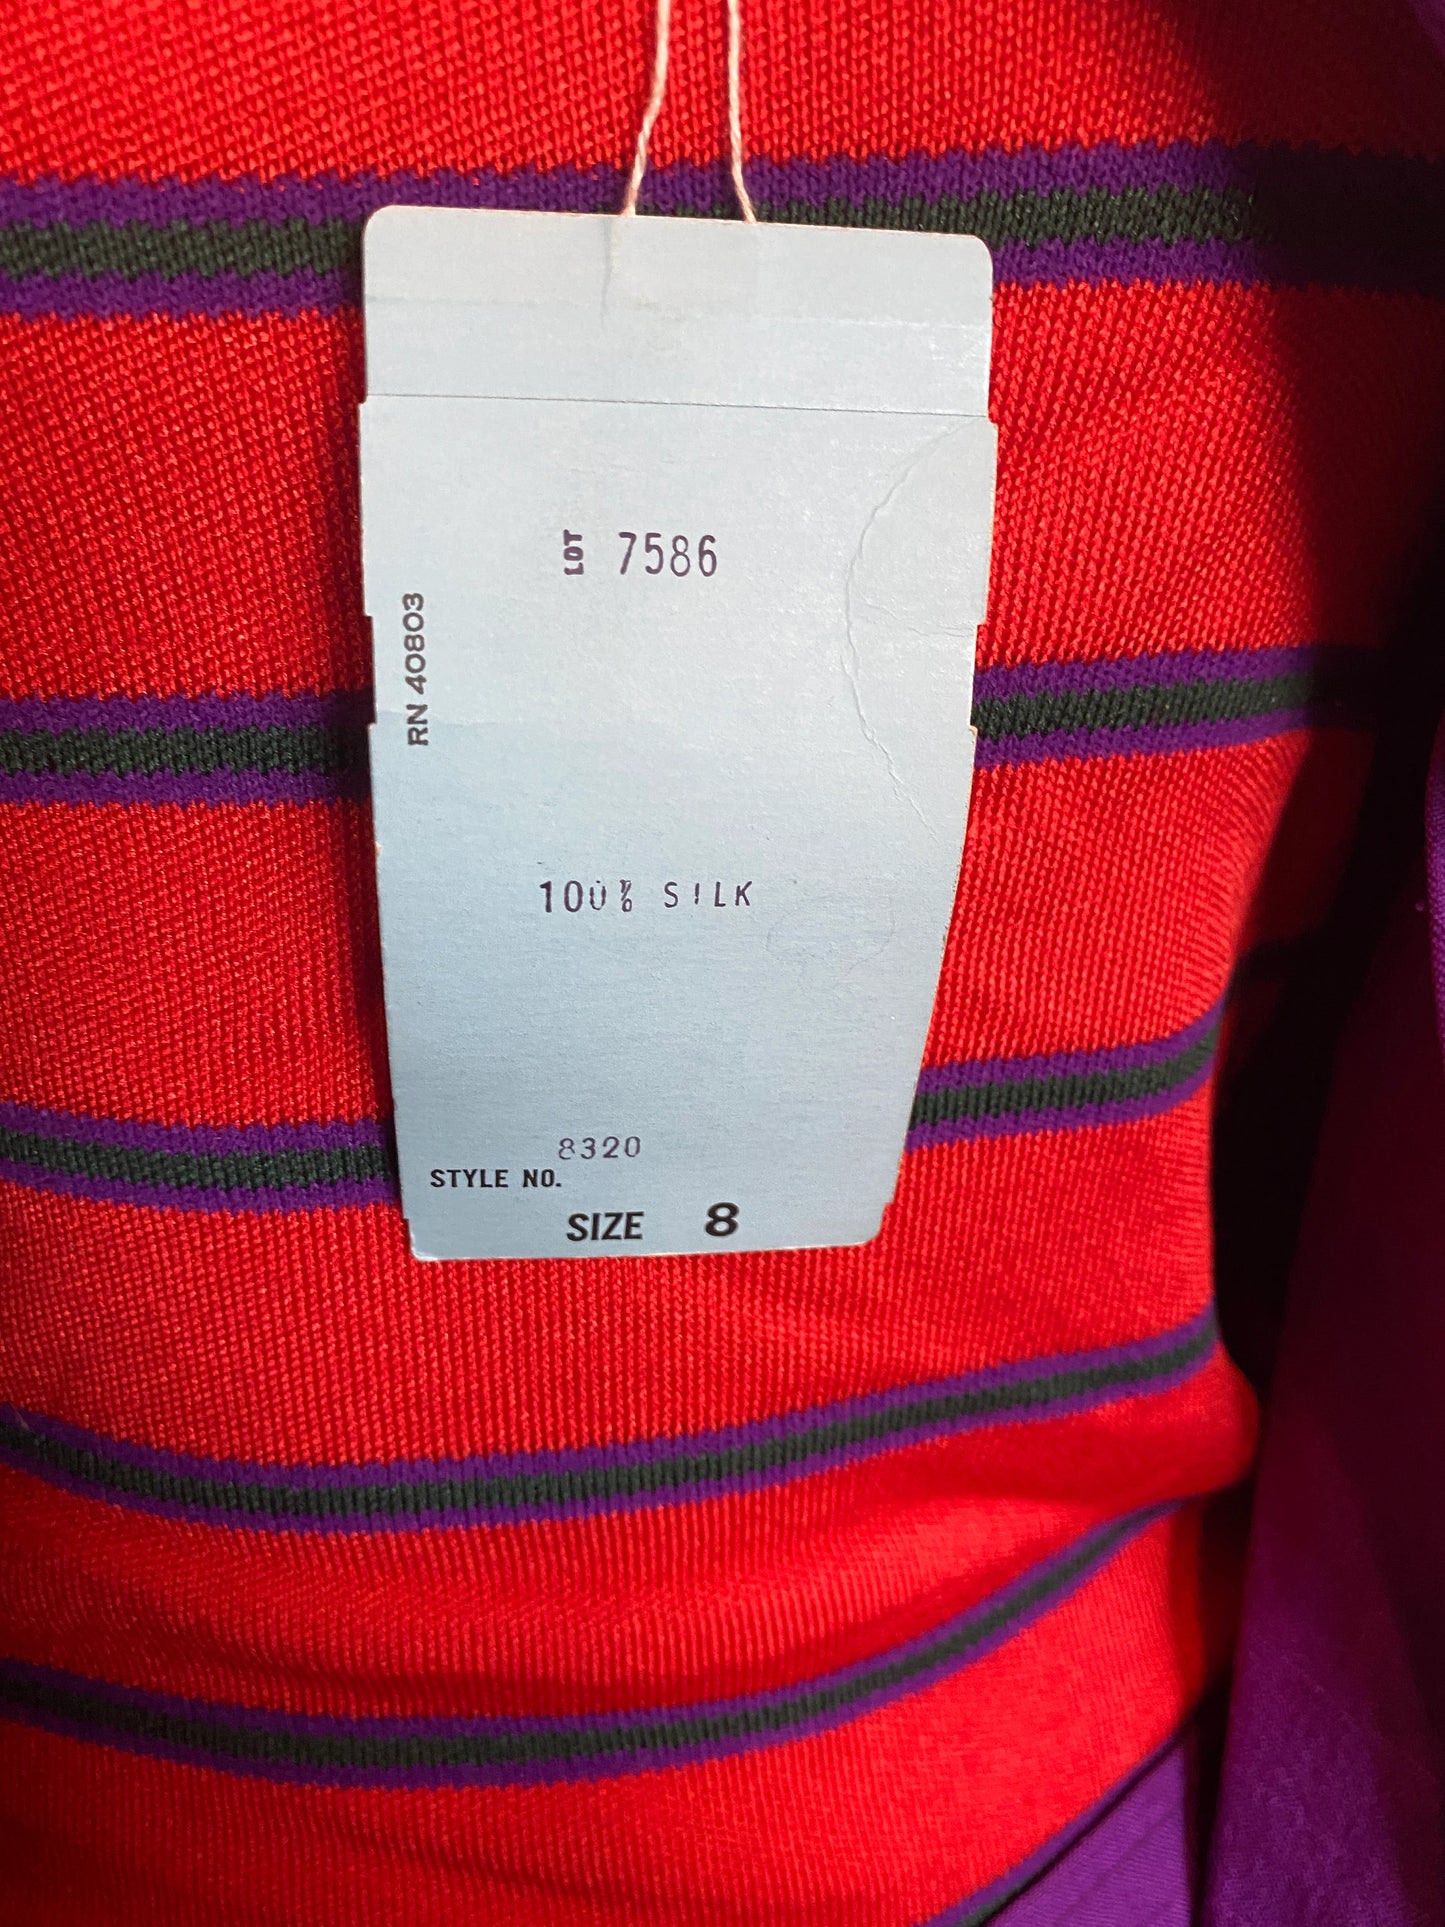 LOT 7586
RN 40803
100% SILK
8320
STYLE NO.
SIZE 8